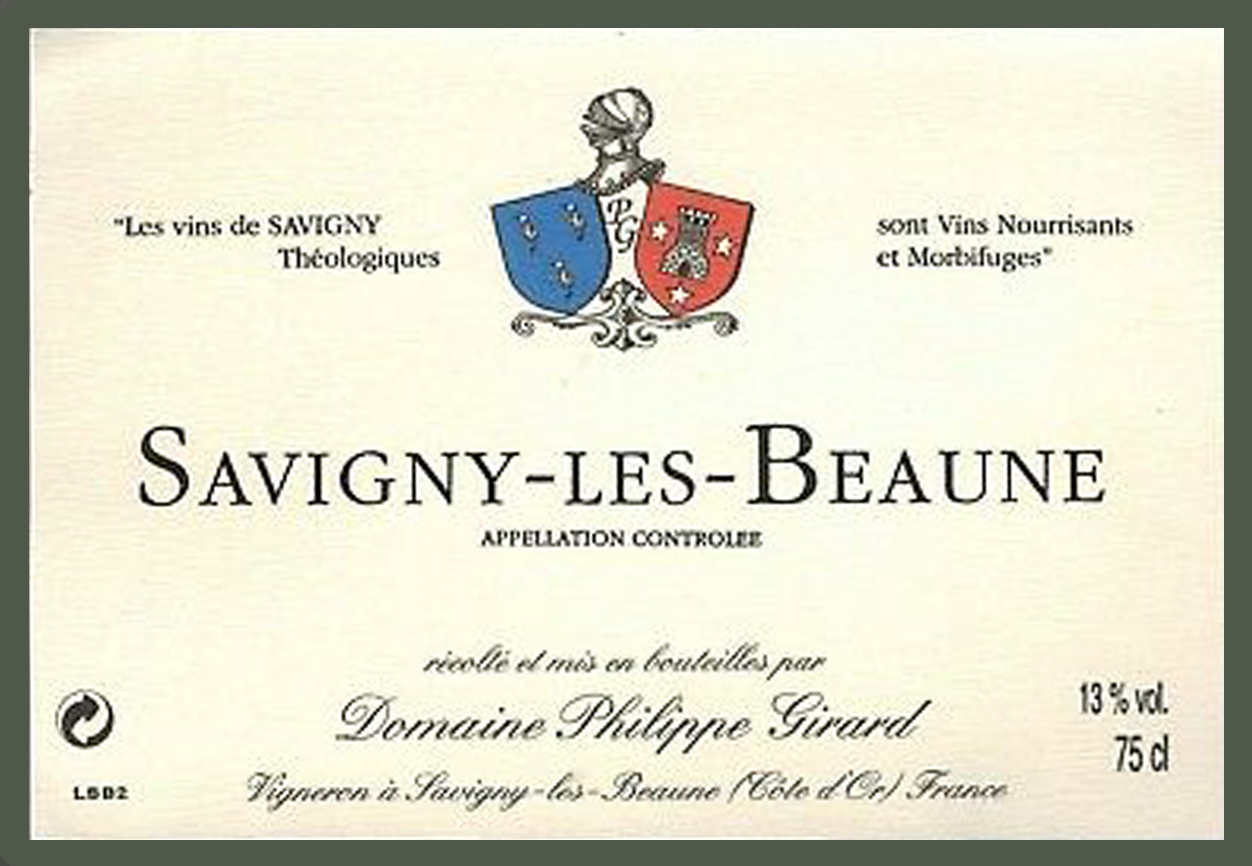 "Les vins de SAVIGNY
Théologiques
sont Vins Nourrisants
et Morbifuges"
PG
SAVIGNY-LES-BEAUNE
APPELLATION CONTROLEE
récolté et mis en bouteilles par
Domaine Philippe Girard
Vigneron à Savigny-les-Beaune (Côte d'Or) France
13 % vol.
75 cl